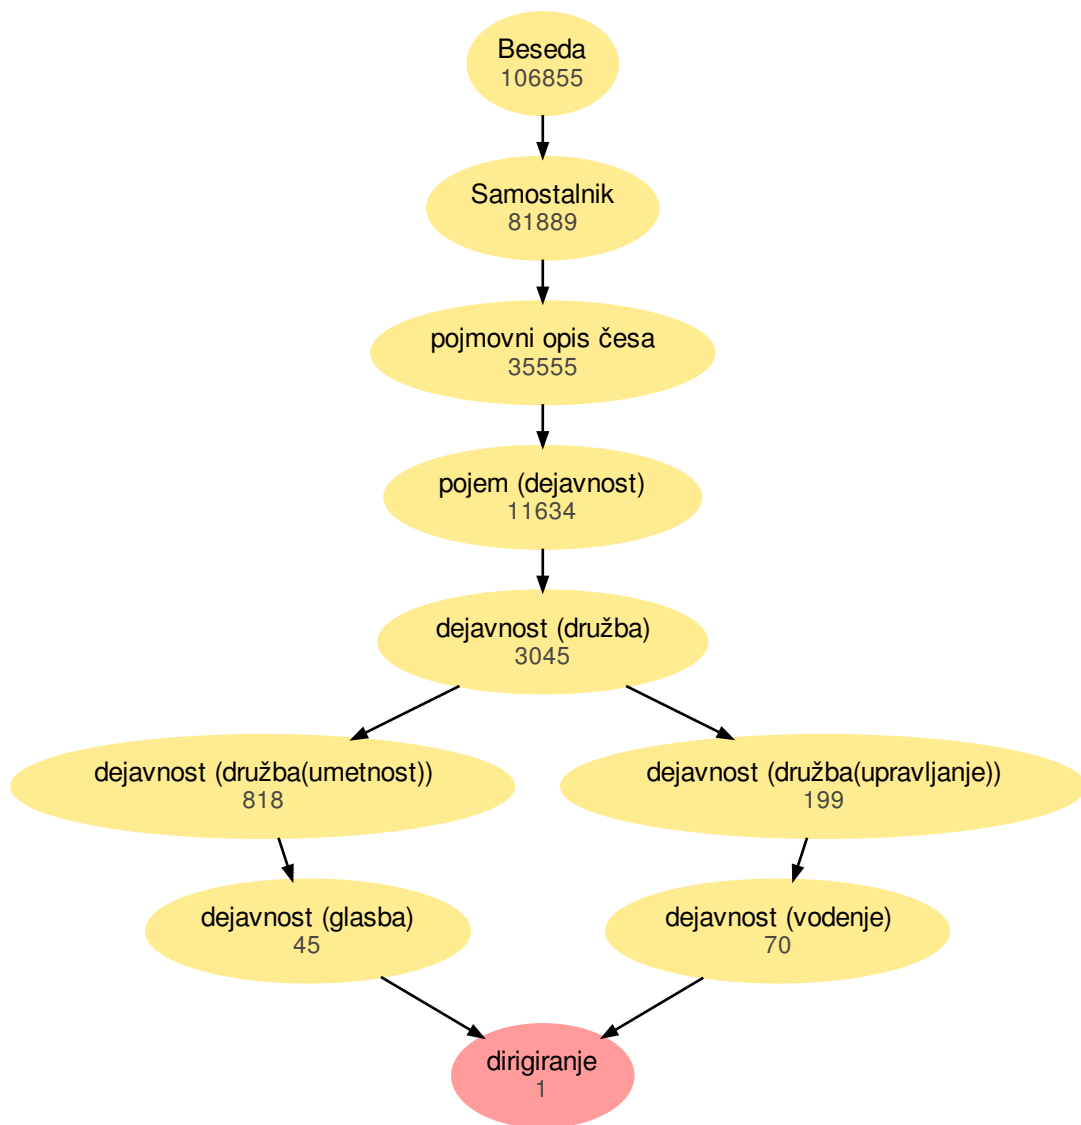 Beseda
106855
Samostalnik
81889
pojmovni opis česa
35555
pojem (dejavnost)
11634
dejavnost (družba)
3045
dejavnost (družba(umetnost))
818
dejavnost (družba(upravljanje))
199
dejavnost (glasba)
45
dejavnost (vodenje)
70
dirigiranje
1